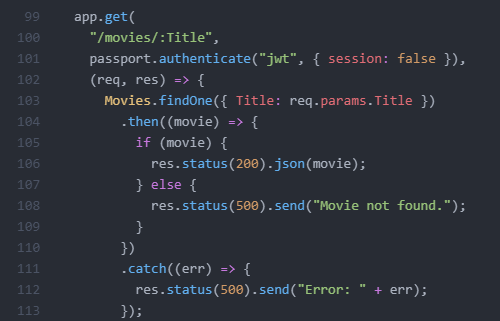 99 app.get(
100 "/movies/:Title",
101 passport.authenticate("jwt", { session: false }),
102 (req, res) => {
103 Movies.findOne({ Title: req.params.Title })
104 .then((movie) => {
105 if (movie) {
106 res.status(200).json(movie);
107 } else {
108 res.status(500).send("Movie not found.");
109 }
110 })
111 .catch((err) => {
112 res.status(500).send("Error: " + err);
113 });